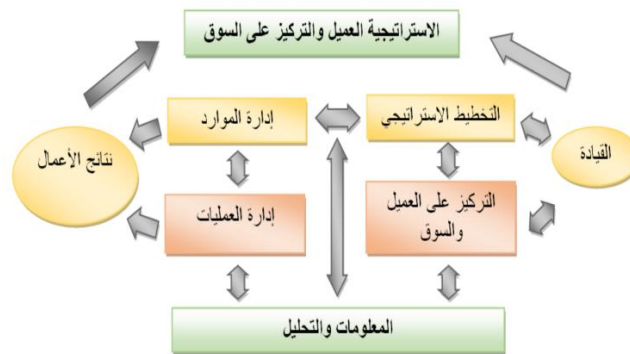 الاستراتيجية العميل والتركيز على السوق
التخطيط الاستراتيجي
إدارة الموارد
القيادة
نتائج الأعمال
التركيز على العميل
والسوق
إدارة العمليات
المعلومات والتحليل